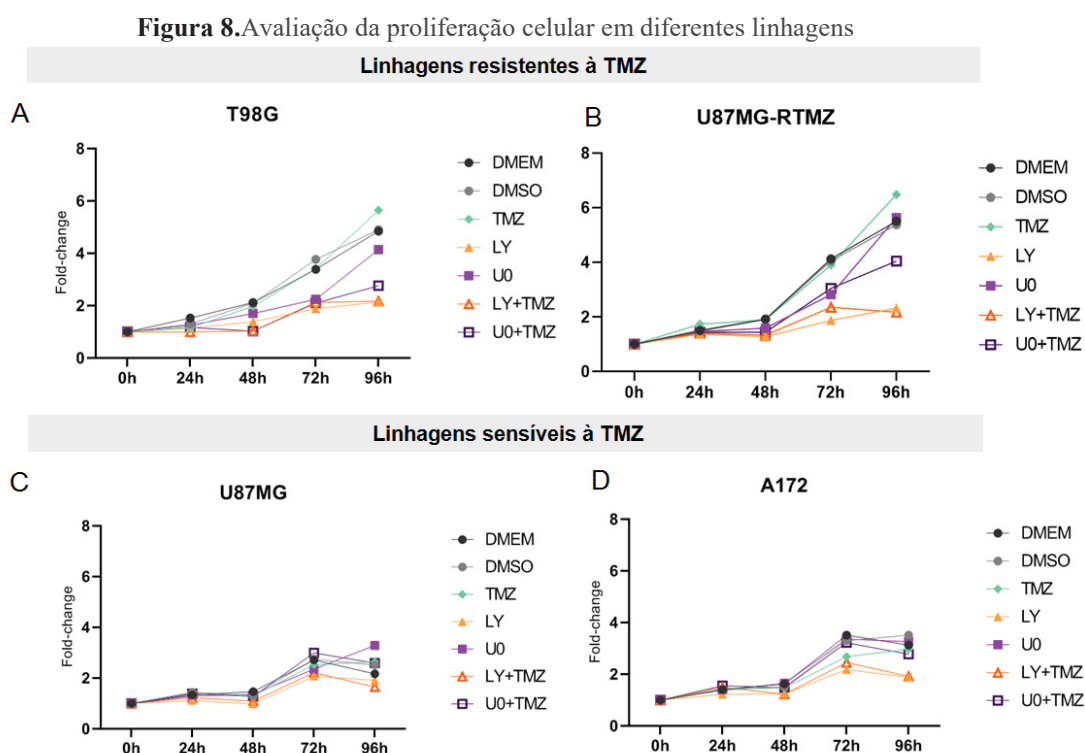 Figura 8.Avaliação da proliferação celular em diferentes linhagens
Linhagens resistentes à TMZ
A
T98G
Fold-change
8
6
4
2
0
0h 24h 48h 72h 96h
DMEM
DMSO
TMZ
LY
U0
LY+TMZ
U0+TMZ
B
U87MG-RTMZ
8
6
4
2
0
0h 24h 48h 72h 96h
DMEM
DMSO
TMZ
LY
U0
LY+TMZ
U0+TMZ
Linhagens sensíveis à TMZ
C
U87MG
Fold-change
8
6
4
2
0
0h 24h 48h 72h 96h
DMEM
DMSO
TMZ
LY
U0
LY+TMZ
U0+TMZ
D
A172
Fold-change
8
6
4
2
0
0h 24h 48h 72h 96h
DMEM
DMSO
TMZ
LY
U0
LY+TMZ
U0+TMZ